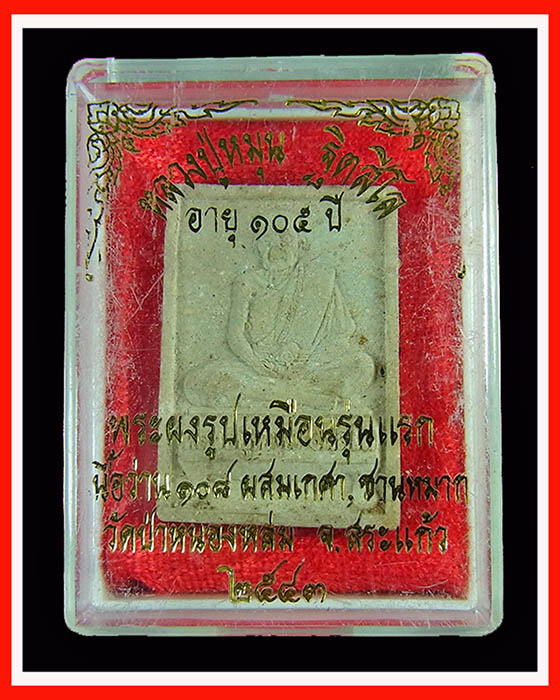 หลวงปู่หมุน ฐิตสีโล
อายุ ๑๐๕ ปี
พระผงรูปเหมือนรุ่นแรก
เนื้อว่าน ๑๐๘ ผสมเกศา, ชานหมาก
วัดป่าหนองหล่ม จ.สระแก้ว
๒๕๔๓